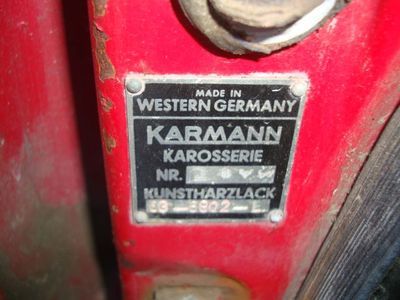 MADE IN
WESTERN GERMANY
KARMANN
KAROSSERIE
NR.
KUNSTHARZLACK